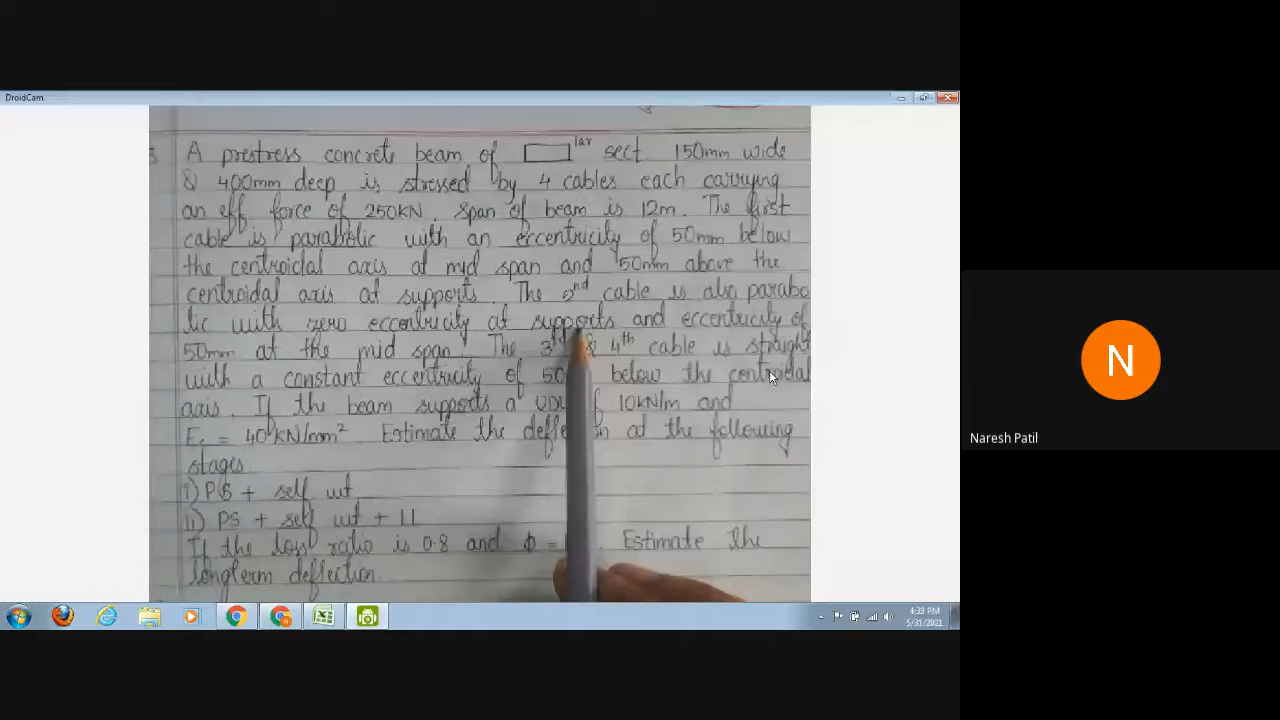 DroidCam
A prestress concrete beam of lar sect 150mm wide
& 400mm deep is stressed by 4 cables each carrying
an eff force of 250KN. Span of beam is 12m. The first
cable is parabolic with an eccentricity of 50mm below
the centroidal axis at mid span and 50mm above the
centroidal axis at supports. The 2nd cable is also parabo
lic with zero eccentricity at supports and eccentricity of
50mm at the mid span. The 3rd & 4th cable is straight
with a constant eccentricity of 50 below the centroidal
axis. If the beam supports a UDL of 10kN/m and
Ec = 40 KN/mm². Estimate the deflection at the following
stages
i) PS + self wt
ii) PS + self wt + LL
If the loss ratio is 0.8 and φ = Estimate the
longterm deflection.
N
Naresh Patil
4:39 PM
5/31/2021